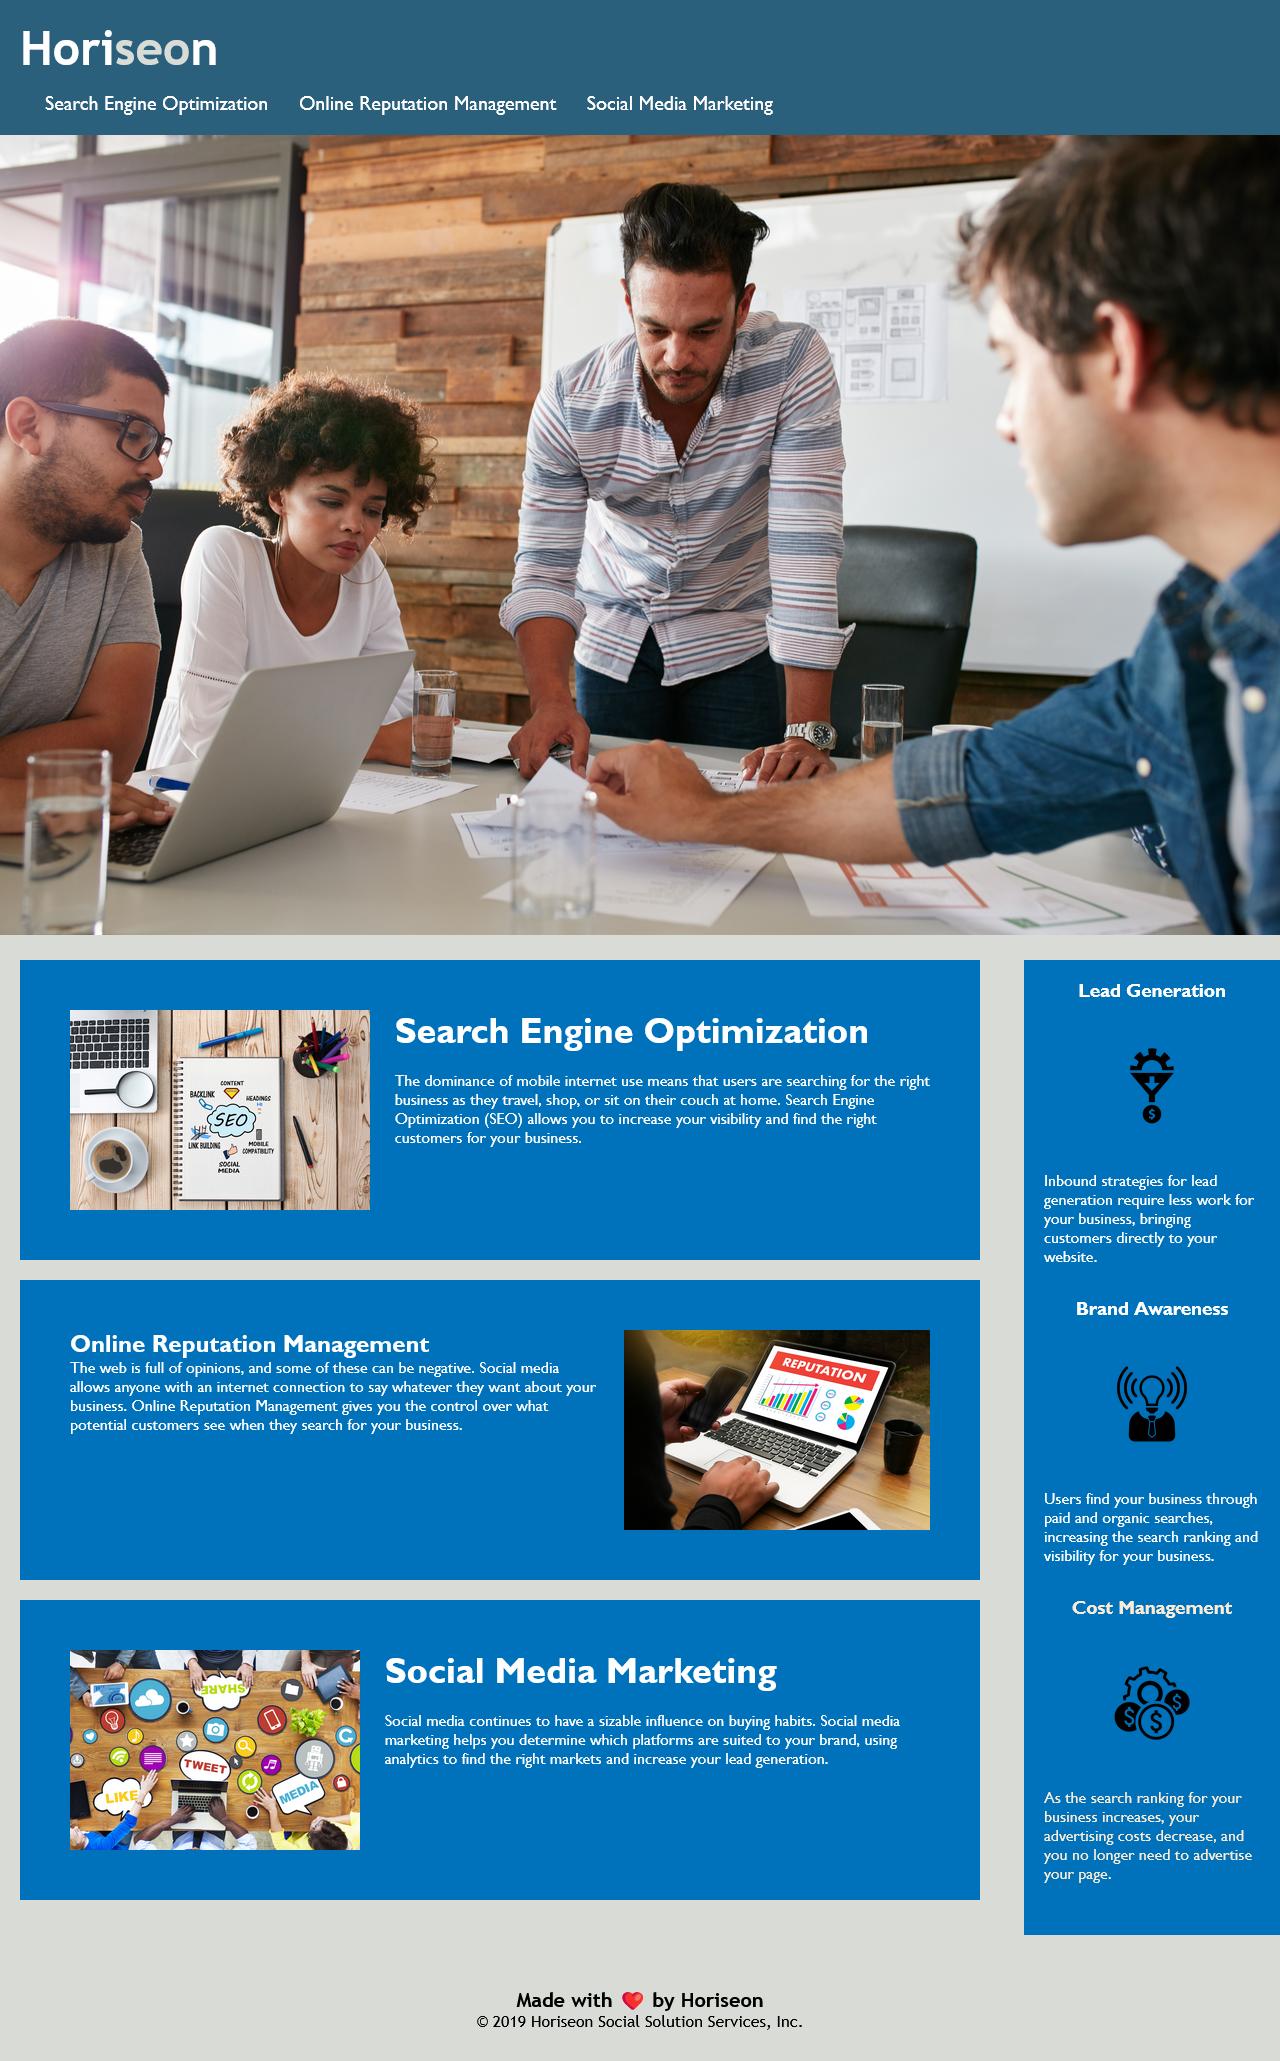 Horiseon
Search Engine Optimization Online Reputation Management Social Media Marketing
Search Engine Optimization
The dominance of mobile internet use means that users are searching for the right
business as they travel, shop, or sit on their couch at home. Search Engine
Optimization (SEO) allows you to increase your visibility and find the right
customers for your business.
CONTENT
BACKLINK
HEADINGS
SEO
LINK BUILDING
MOBILE
COMPATIBILITY
SOCIAL
MEDIA
Online Reputation Management
The web is full of opinions, and some of these can be negative. Social media
allows anyone with an internet connection to say whatever they want about your
business. Online Reputation Management gives you the control over what
potential customers see when they search for your business.
REPUTATION
Social Media Marketing
Social media continues to have a sizable influence on buying habits. Social media
marketing helps you determine which platforms are suited to your brand, using
analytics to find the right markets and increase your lead generation.
SHARE
TWEET
LIKE
MEDIA
Lead Generation
Inbound strategies for lead
generation require less work for
your business, bringing
customers directly to your
website.
Brand Awareness
Users find your business through
paid and organic searches,
increasing the search ranking and
visibility for your business.
Cost Management
As the search ranking for your
business increases, your
advertising costs decrease, and
you no longer need to advertise
your page.
Made with ❤️ by Horiseon
© 2019 Horiseon Social Solution Services, Inc.